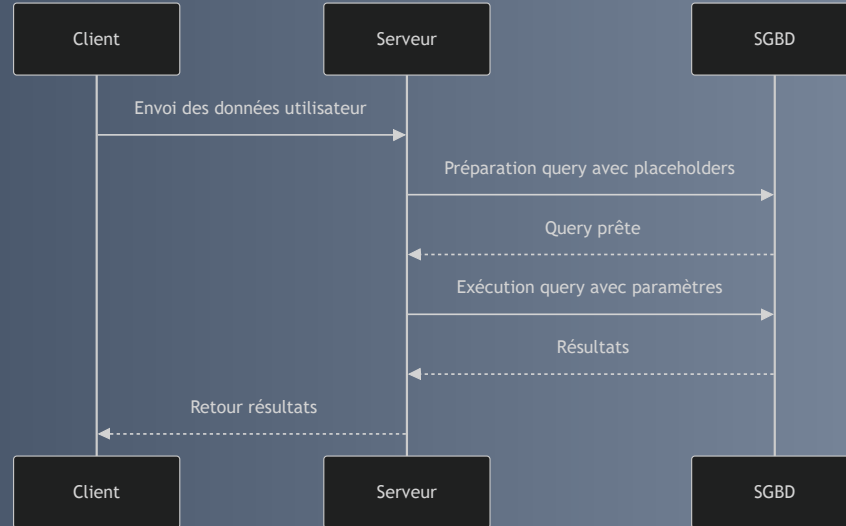 Client
Serveur
SGBD
Envoi des données utilisateur
Préparation query avec placeholders
Query prête
Exécution query avec paramètres
Résultats
Retour résultats
Client
Serveur
SGBD